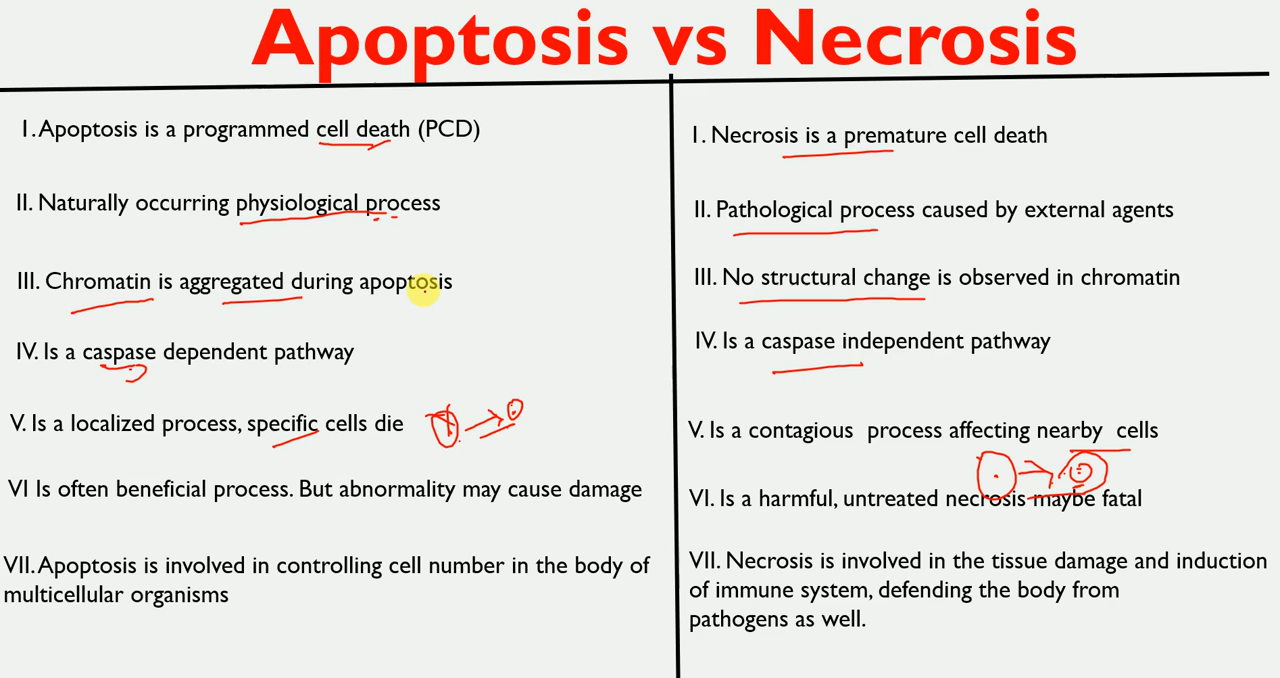 Apoptosis vs Necrosis
I. Apoptosis is a programmed cell death (PCD)
II. Naturally occurring physiological process
III. Chromatin is aggregated during apoptosis
IV. Is a caspase dependent pathway
V. Is a localized process, specific cells die
VI Is often beneficial process. But abnormality may cause damage
VII. Apoptosis is involved in controlling cell number in the body of
multicellular organisms
I. Necrosis is a premature cell death
II. Pathological process caused by external agents
III. No structural change is observed in chromatin
IV. Is a caspase independent pathway
V. Is a contagious process affecting nearby cells
VI. Is a harmful, untreated necrosis maybe fatal
VII. Necrosis is involved in the tissue damage and induction
of immune system, defending the body from
pathogens as well.